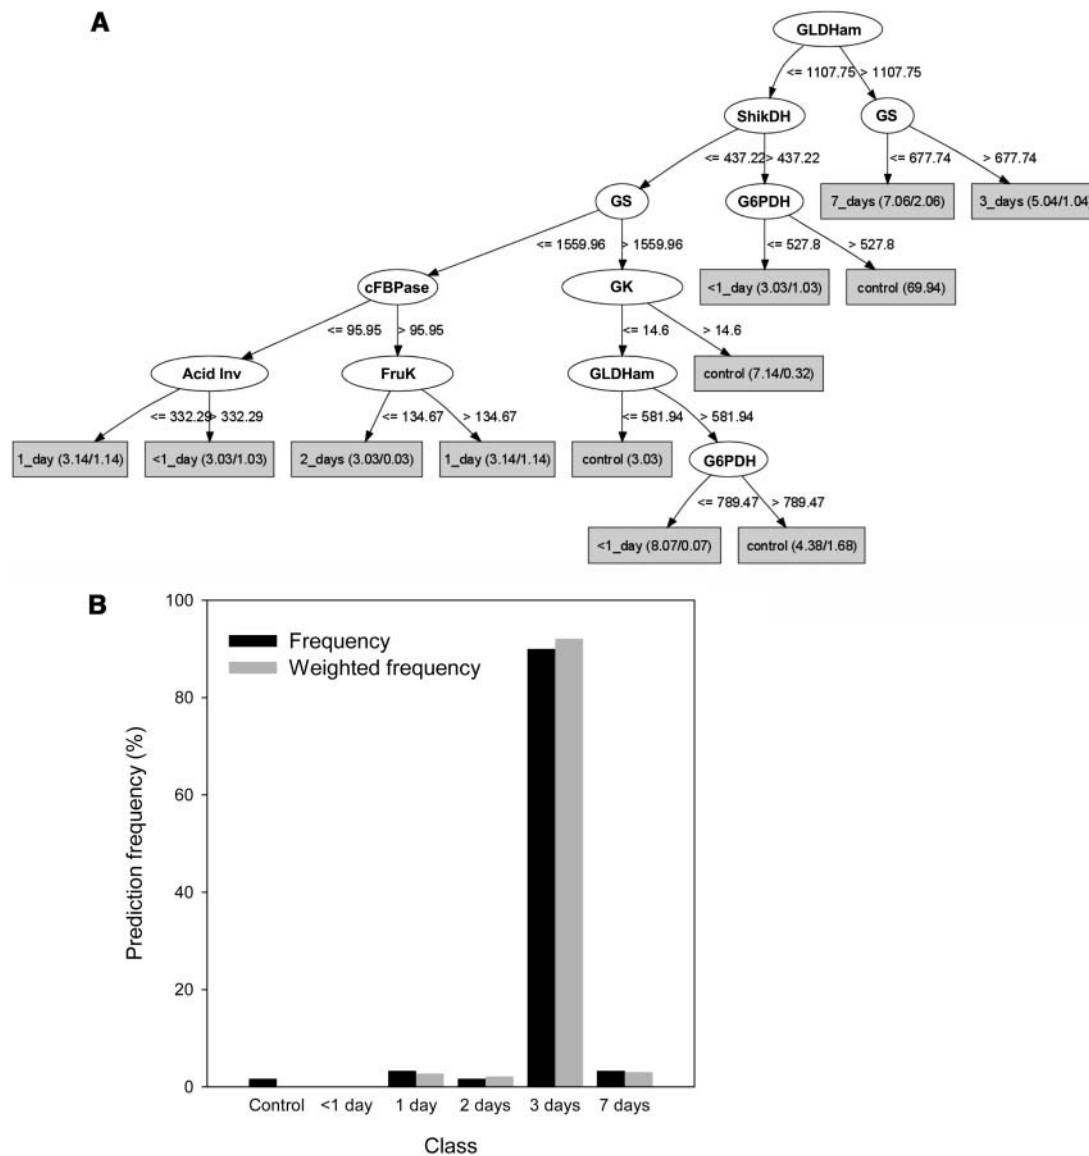 A
GLDHam
<= 1107.75 > 1107.75
ShikDH GS
<= 437.22 > 437.22 <= 677.74 > 677.74
GS G6PDH 7_days (7.06/2.06) 3_days (5.04/1.04)
<= 1559.96 > 1559.96 <= 527.8 > 527.8
cFBPase GK <1_day (3.03/1.03) control (69.94)
<= 95.95 > 95.95 <= 14.6 > 14.6
Acid Inv FruK GLDHam control (7.14/0.32)
<= 332.29 > 332.29 <= 134.67 > 134.67 <= 581.94 > 581.94
1_day (3.14/1.14) <1_day (3.03/1.03) 2_days (3.03/0.03) 1_day (3.14/1.14) control (3.03) G6PDH
<= 789.47 > 789.47
<1_day (8.07/0.07) control (4.38/1.68)
B
Frequency
Weighted frequency
Prediction frequency (%)
100
80
60
40
20
0
Control <1 day 1 day 2 days 3 days 7 days
Class